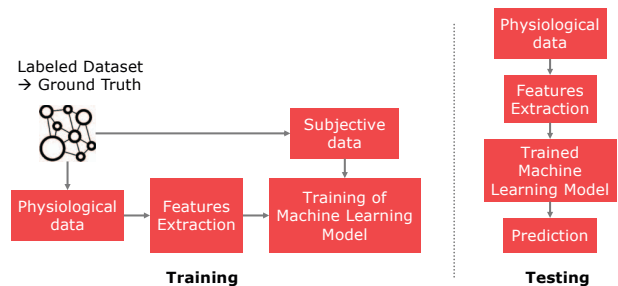 Labeled Dataset
→ Ground Truth
Subjective
data
Physiological
data
Features
Extraction
Training of
Machine Learning
Model
Training
Physiological
data
Features
Extraction
Trained
Machine
Learning Model
Prediction
Testing